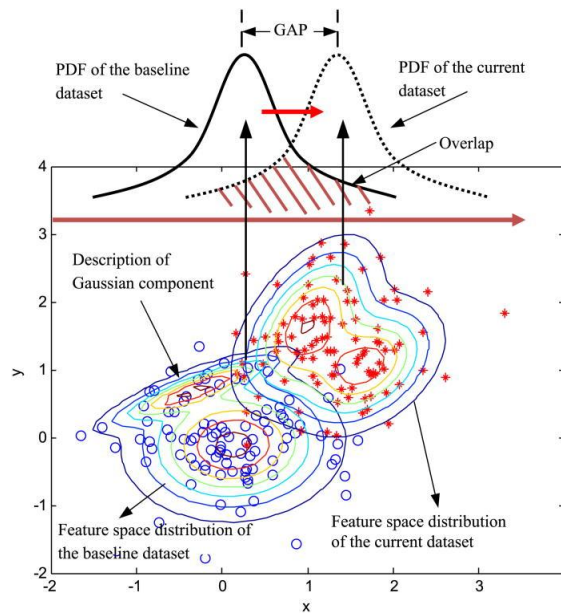 GAP
PDF of the baseline
dataset
PDF of the current
dataset
Overlap
4
3
2
1
0
-1
-2
y
Description of
Gaussian component
Feature space distribution of
the baseline dataset
Feature space distribution
of the current dataset
-2
-1
0
1
2
3
4
x